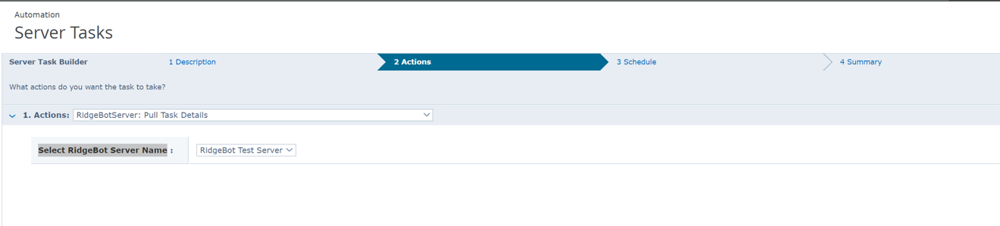 Automation
Server Tasks
Server Task Builder 1 Description 2 Actions 3 Schedule 4 Summary
What actions do you want the task to take?
1. Actions: RidgeBotServer: Pull Task Details
Select RidgeBot Server Name : RidgeBot Test Server